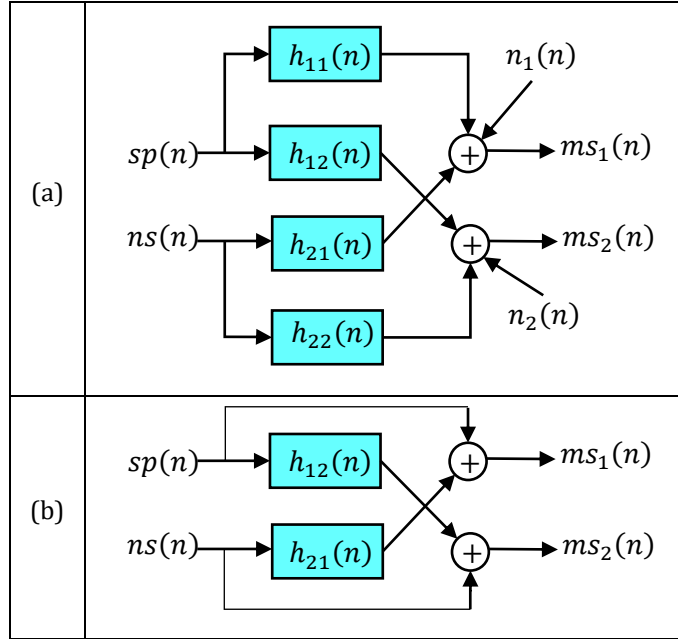 (a)
h₁₁(n)
n₁(n)
sp(n)
h₁₂(n)
+
ms₁(n)
ns(n)
h₂₁(n)
+
ms₂(n)
h₂₂(n)
n₂(n)
(b)
sp(n)
h₁₂(n)
+
ms₁(n)
ns(n)
h₂₁(n)
+
ms₂(n)